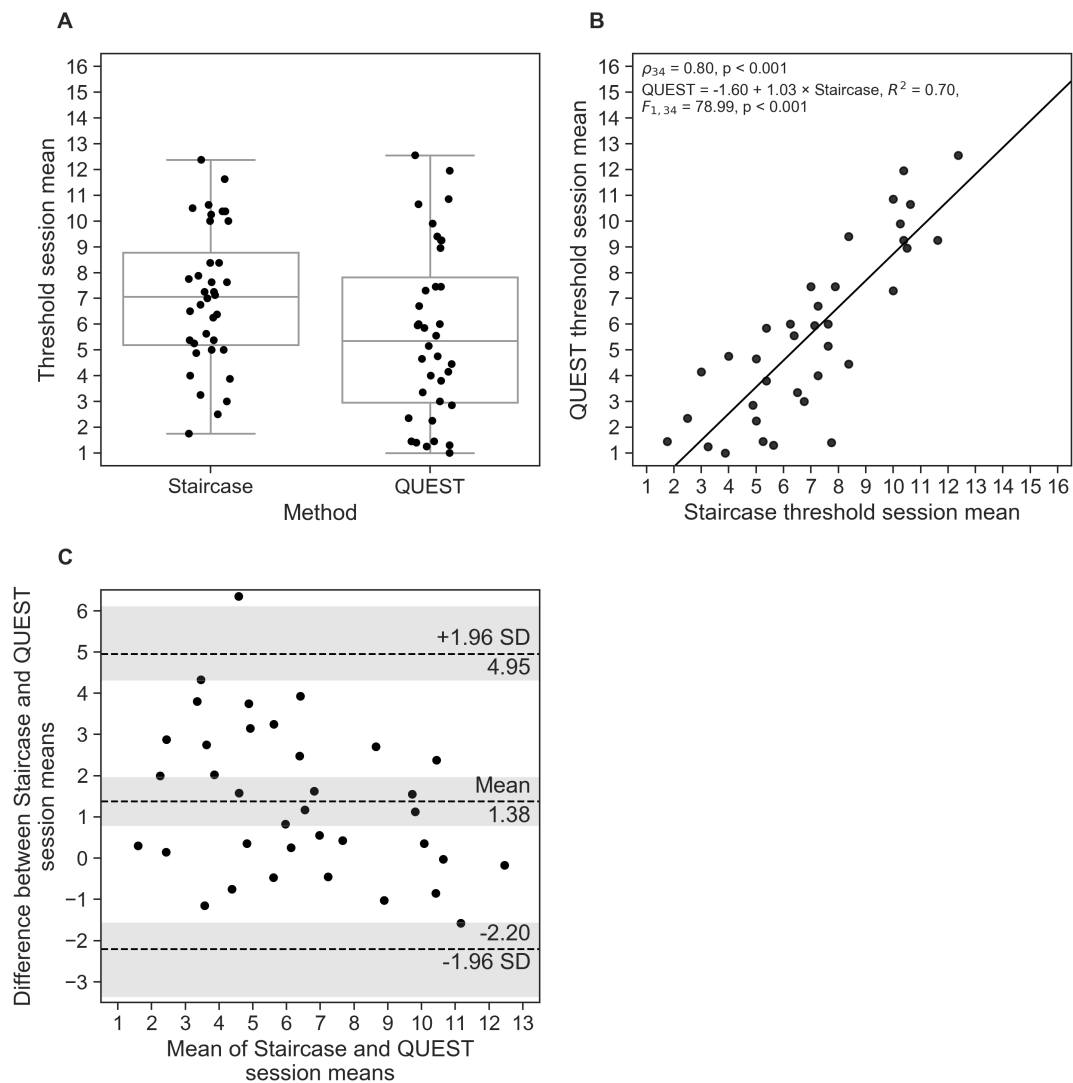 A
Threshold session mean
16
15
14
13
12
11
10
9
8
7
6
5
4
3
2
1
Staircase QUEST
Method
B
QUEST threshold session mean
16
15
14
13
12
11
10
9
8
7
6
5
4
3
2
1
ρ34 = 0.80, p < 0.001
QUEST = -1.60 + 1.03 × Staircase, R² = 0.70,
F1,34 = 78.99, p < 0.001
1 2 3 4 5 6 7 8 9 10 11 12 13 14 15 16
Staircase threshold session mean
C
Difference between Staircase and QUEST
session means
6
5
4
3
2
1
0
−1
−2
−3
+1.96 SD
4.95
Mean
1.38
-2.20
-1.96 SD
1 2 3 4 5 6 7 8 9 10 11 12 13
Mean of Staircase and QUEST
session means